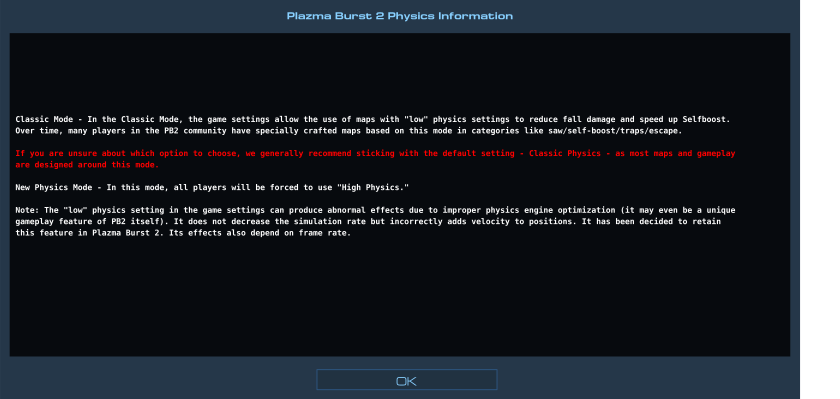 Plazma Burst 2 Physics Information
Classic Mode - In the Classic Mode, the game settings allow the use of maps with "low" physics settings to reduce fall damage and speed up Selfboost.
Over time, many players in the PB2 community have specially crafted maps based on this mode in categories like saw/self-boost/traps/escape.
If you are unsure about which option to choose, we generally recommend sticking with the default setting - Classic Physics - as most maps and gameplay
are designed around this mode.
New Physics Mode - In this mode, all players will be forced to use "High Physics."
Note: The "low" physics setting in the game settings can produce abnormal effects due to improper physics engine optimization (it may even be a unique
gameplay feature of PB2 itself). It does not decrease the simulation rate but incorrectly adds velocity to positions. It has been decided to retain
this feature in Plazma Burst 2. Its effects also depend on frame rate.
OK